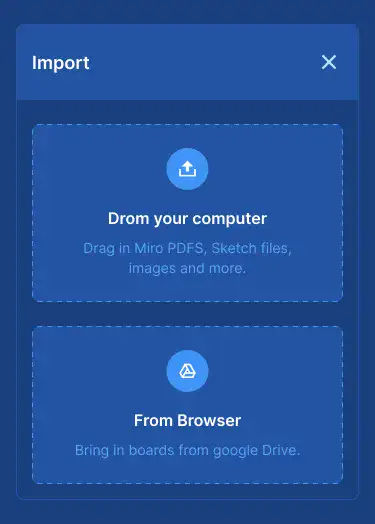 Import
Drom your computer
Drag in Miro PDFS, Sketch files,
images and more.
From Browser
Bring in boards from google Drive.